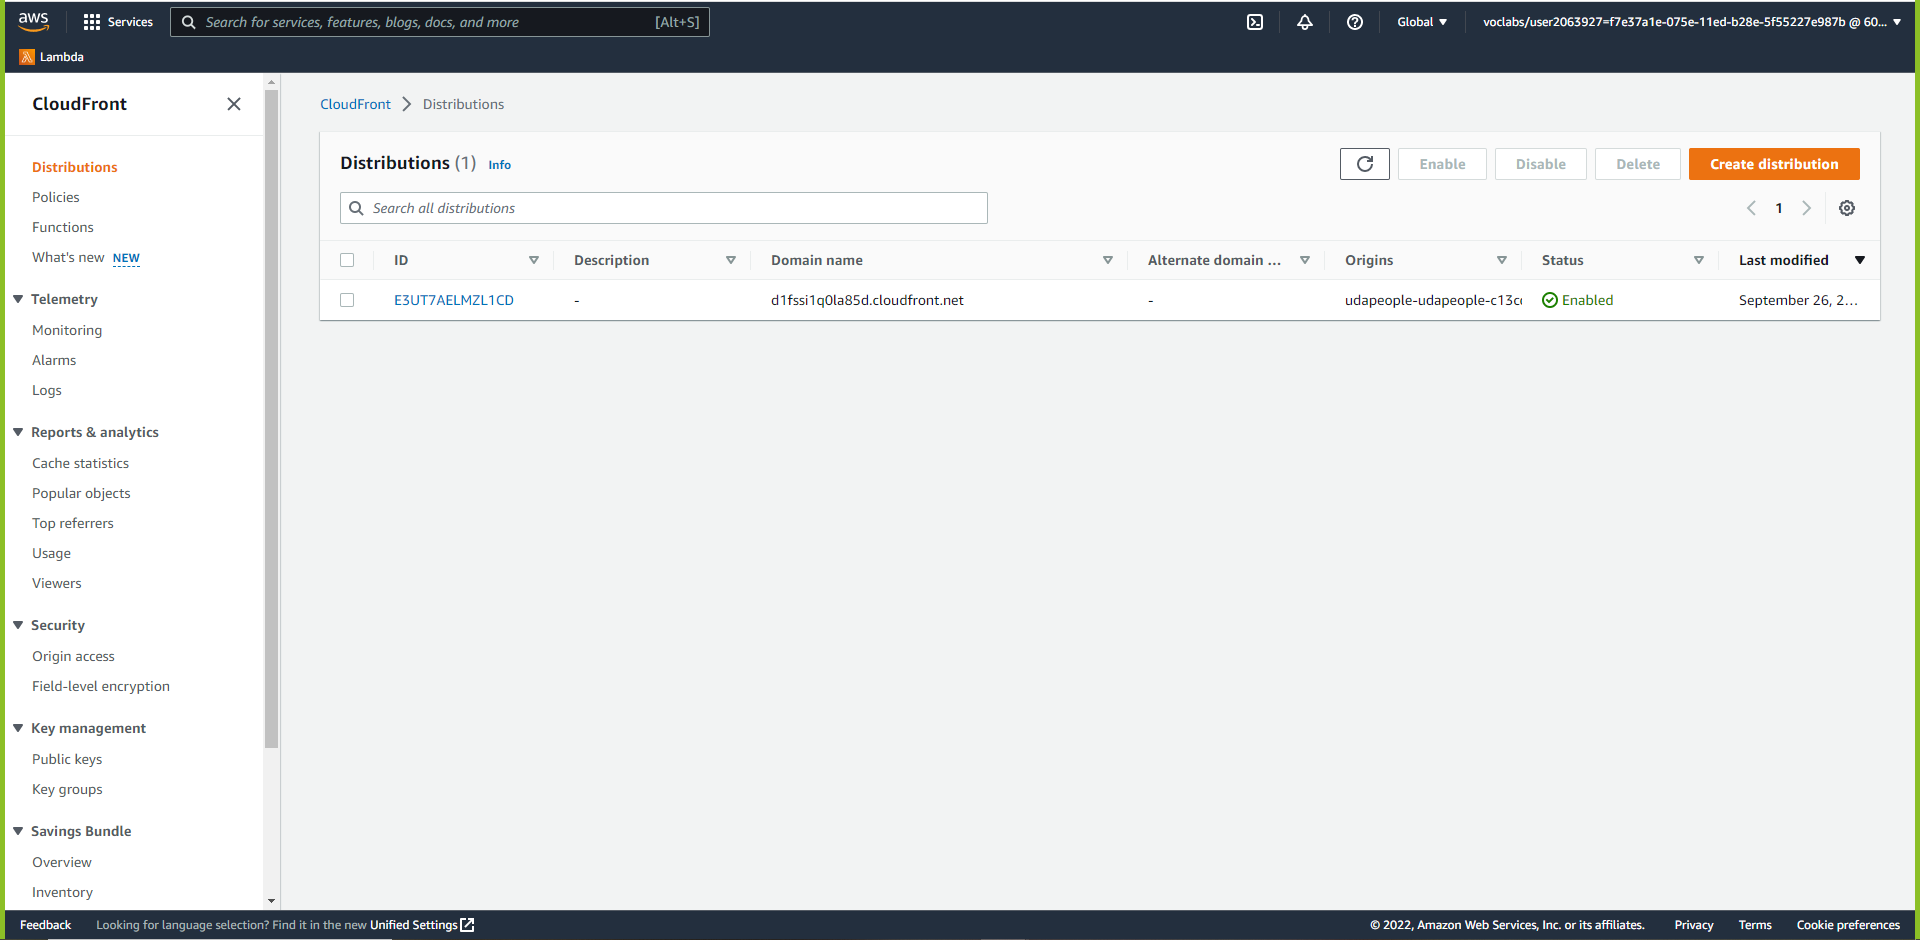 aws
Services
Search for services, features, blogs, docs, and more
[Alt+S]
Global
voclabs/user2063927=f7e37a1e-075e-11ed-b28e-5f55227e987b @ 60...
Lambda
CloudFront
Distributions
Policies
Functions
What's new NEW
Telemetry
Monitoring
Alarms
Logs
Reports & analytics
Cache statistics
Popular objects
Top referrers
Usage
Viewers
Security
Origin access
Field-level encryption
Key management
Public keys
Key groups
Savings Bundle
Overview
Inventory
CloudFront > Distributions
Distributions (1) Info
Enable
Disable
Delete
Create distribution
Search all distributions
1
ID Description Domain name Alternate domain ... Origins Status Last modified
E3UT7AELMZL1CD - d1fssi1q0la85d.cloudfront.net - udapeople-udapeople-c13c Enabled September 26, 2...
Feedback
Looking for language selection? Find it in the new Unified Settings
© 2022, Amazon Web Services, Inc. or its affiliates.
Privacy
Terms
Cookie preferences